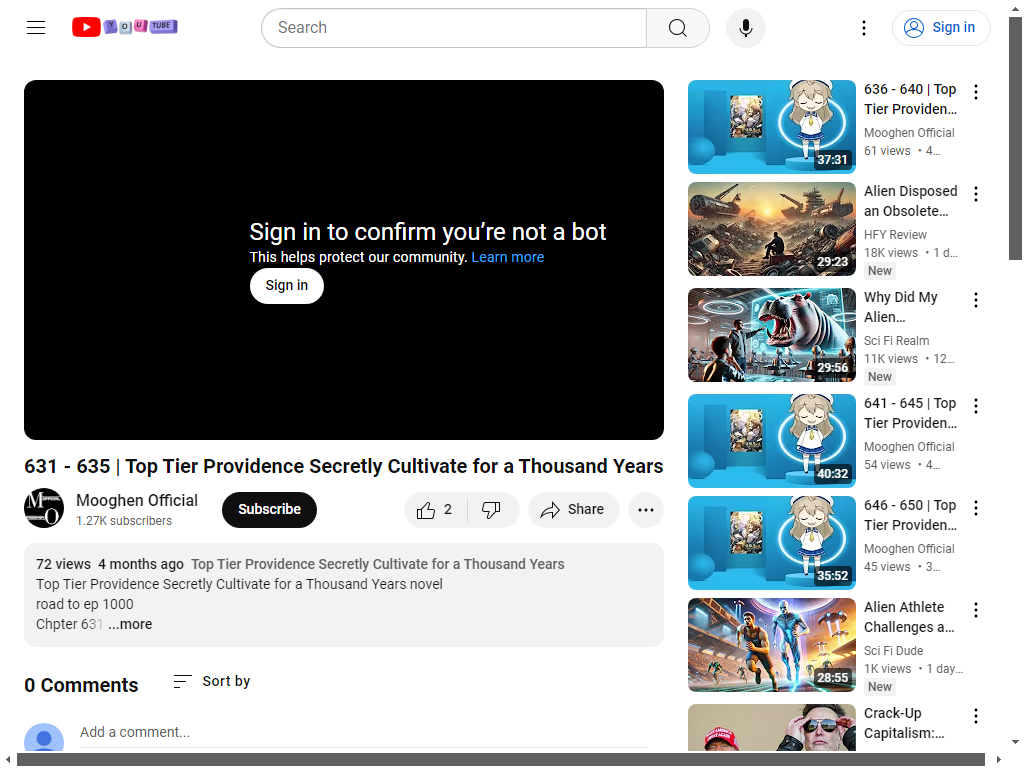 YOUTUBE
Search
Sign in
Sign in to confirm you’re not a bot
This helps protect our community. Learn more
Sign in
631 - 635 | Top Tier Providence Secretly Cultivate for a Thousand Years
Mooghen Official
1.27K subscribers
Subscribe
2
Share
72 views 4 months ago Top Tier Providence Secretly Cultivate for a Thousand Years
Top Tier Providence Secretly Cultivate for a Thousand Years novel
road to ep 1000
Chpter 631 ...more
0 Comments
Sort by
Add a comment...
37:31
636 - 640 | Top
Tier Providen...
Mooghen Official
61 views • 4...
29:23
Alien Disposed
an Obsolete...
HFY Review
18K views • 1 d...
New
29:56
Why Did My
Alien...
Sci Fi Realm
11K views • 12...
New
40:32
641 - 645 | Top
Tier Providen...
Mooghen Official
54 views • 4...
35:52
646 - 650 | Top
Tier Providen...
Mooghen Official
45 views • 3...
28:55
Alien Athlete
Challenges a...
Sci Fi Dude
1K views • 1 day...
New
Crack-Up
Capitalism:...